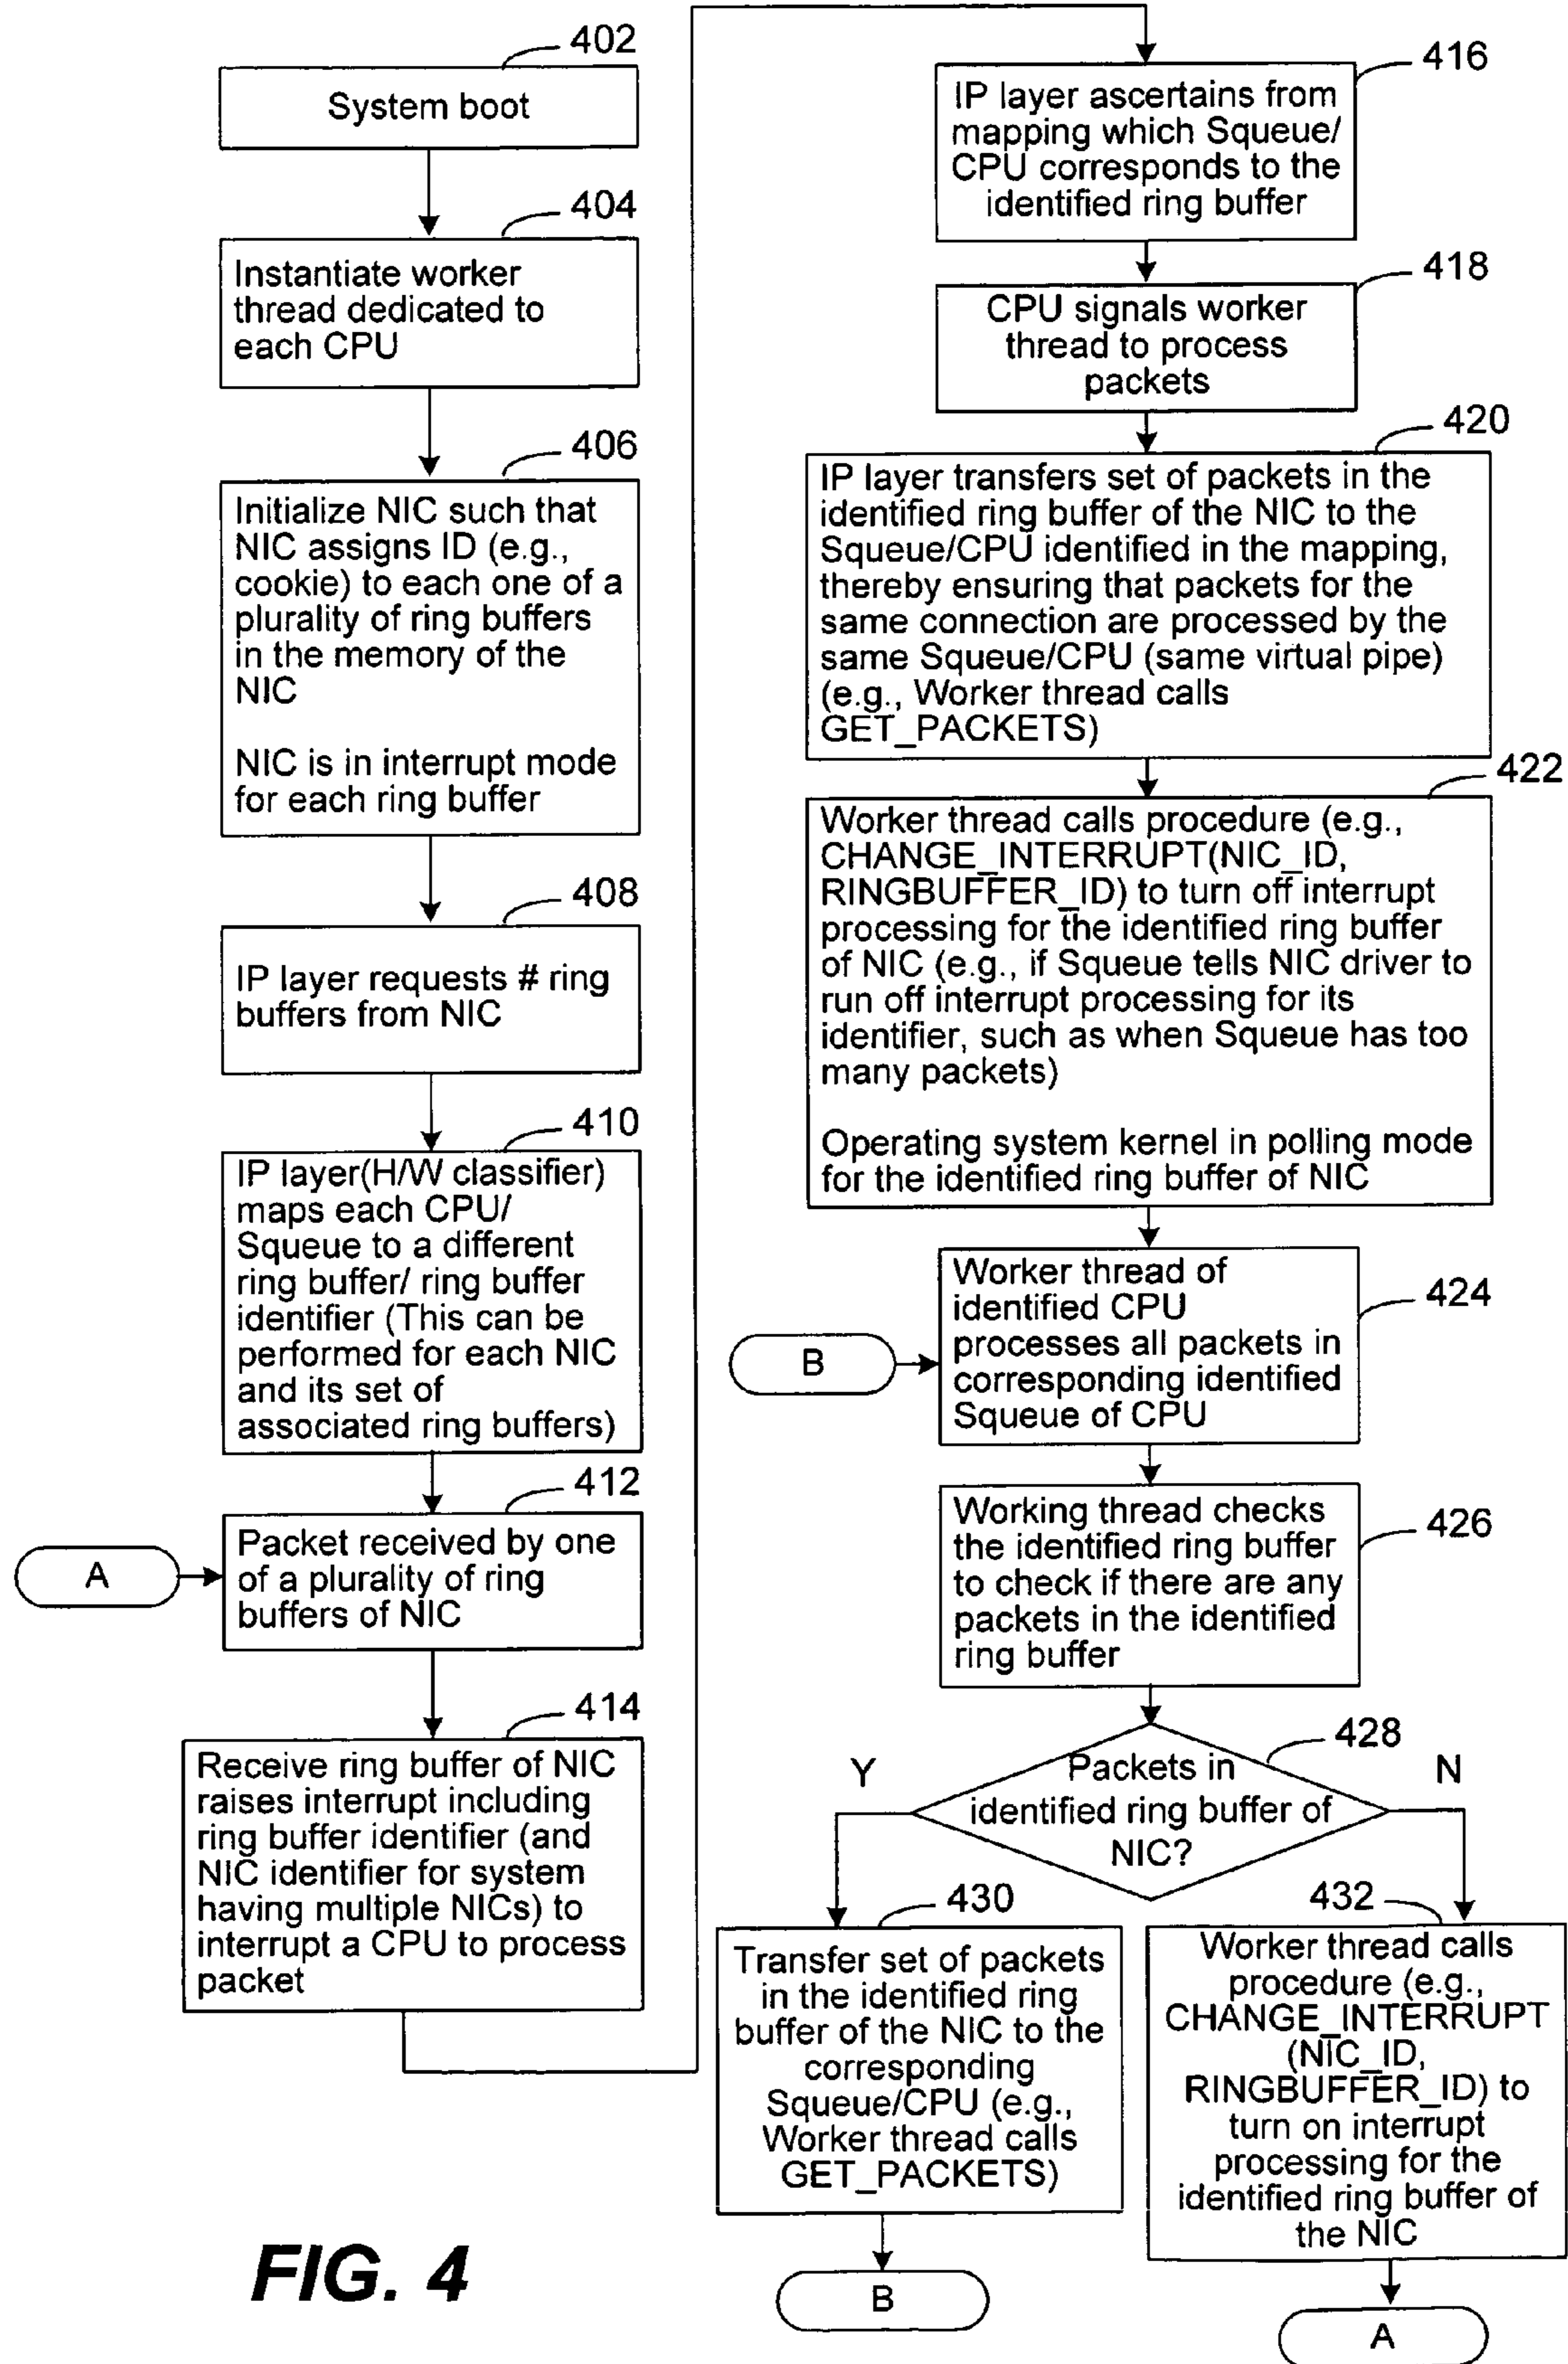 402
System boot
404
Instantiate worker
thread dedicated to
each CPU
406
Initialize NIC such that
NIC assigns ID (e.g.,
cookie) to each one of a
plurality of ring buffers
in the memory of the
NIC
NIC is in interrupt mode
for each ring buffer
408
IP layer requests # ring
buffers from NIC
410
IP layer(H/W classifier)
maps each CPU/
Squeue to a different
ring buffer/ ring buffer
identifier (This can be
performed for each NIC
and its set of
associated ring buffers)
412
A
Packet received by one
of a plurality of ring
buffers of NIC
414
Receive ring buffer of NIC
raises interrupt including
ring buffer identifier (and
NIC identifier for system
having multiple NICs) to
interrupt a CPU to process
packet
416
IP layer ascertains from
mapping which Squeue/
CPU corresponds to the
identified ring buffer
418
CPU signals worker
thread to process
packets
420
IP layer transfers set of packets in the
identified ring buffer of the NIC to the
Squeue/CPU identified in the mapping,
thereby ensuring that packets for the
same connection are processed by the
same Squeue/CPU (same virtual pipe)
(e.g., Worker thread calls
GET_PACKETS)
422
Worker thread calls procedure (e.g.,
CHANGE_INTERRUPT(NIC_ID,
RINGBUFFER_ID) to turn off interrupt
processing for the identified ring buffer
of NIC (e.g., if Squeue tells NIC driver to
run off interrupt processing for its
identifier, such as when Squeue has too
many packets)
Operating system kernel in polling mode
for the identified ring buffer of NIC
B
Worker thread of
identified CPU
processes all packets in
corresponding identified
Squeue of CPU
424
Working thread checks
the identified ring buffer
to check if there are any
packets in the identified
ring buffer
426
428
Y
Packets in
identified ring buffer of
NIC?
N
430
Transfer set of packets
in the identified ring
buffer of the NIC to the
corresponding
Squeue/CPU (e.g.,
Worker thread calls
GET_PACKETS)
B
432
Worker thread calls
procedure (e.g.,
CHANGE_INTERRUPT
(NIC_ID,
RINGBUFFER_ID) to
turn on interrupt
processing for the
identified ring buffer of
the NIC
A
FIG. 4